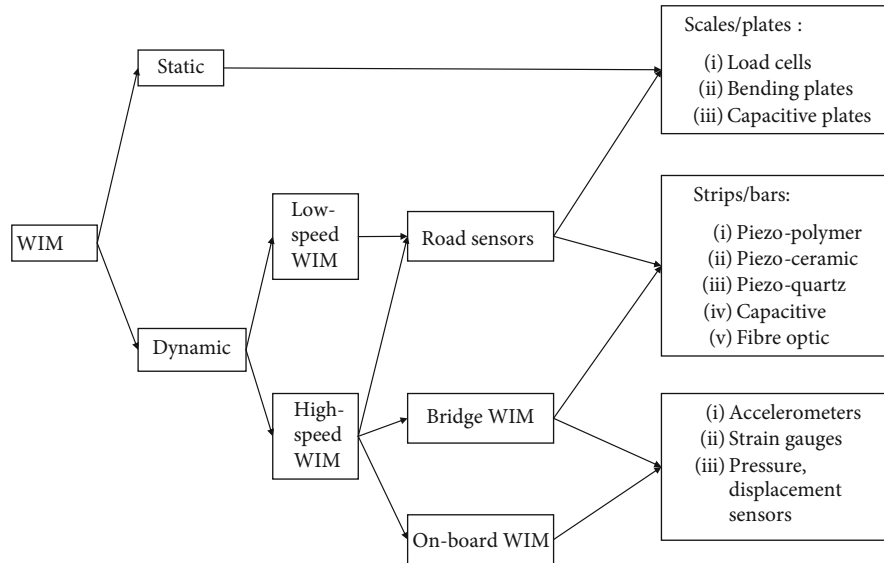 WIM
Static
Dynamic
Low-
speed
WIM
High-
speed
WIM
Road sensors
Bridge WIM
On-board WIM
Scales/plates :
(i) Load cells
(ii) Bending plates
(iii) Capacitive plates
Strips/bars:
(i) Piezo-polymer
(ii) Piezo-ceramic
(iii) Piezo-quartz
(iv) Capacitive
(v) Fibre optic
(i) Accelerometers
(ii) Strain gauges
(iii) Pressure,
displacement
sensors